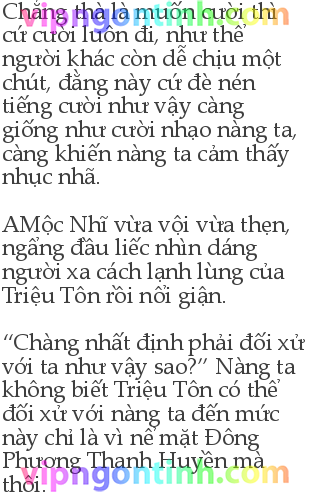 Chẳng thà là muốn cười thì
cứ cười luôn đi, như thế
người khác còn dễ chịu một
chút, đằng này cứ đè nén
tiếng cười như vậy càng
giống như cười nhạo nàng ta,
càng khiến nàng ta cảm thấy
nhục nhã.
AMộc Nhĩ vừa vội vừa thẹn,
ngẩng đầu liếc nhìn dáng
người xa cách lạnh lùng của
Triệu Tôn rồi nổi giận.
“Chàng nhất định phải đối xử
với ta như vậy sao?” Nàng ta
không biết Triệu Tôn có thể
đối xử với nàng ta đến mức
này chỉ là vì nể mặt Đông
Phương Thanh Huyền mà
thôi.
vipngontinh.com
vipngontinh.com